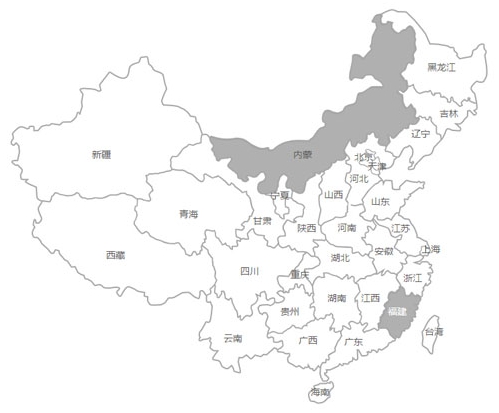 黑龙江
吉林
辽宁
新疆
内蒙
北京
天津
河北
宁夏
山西
山东
青海
甘肃
陕西
河南
江苏
西藏
安徽
上海
四川
重庆
湖北
浙江
湖南
江西
贵州
福建
云南
广西
广东
台湾
海南